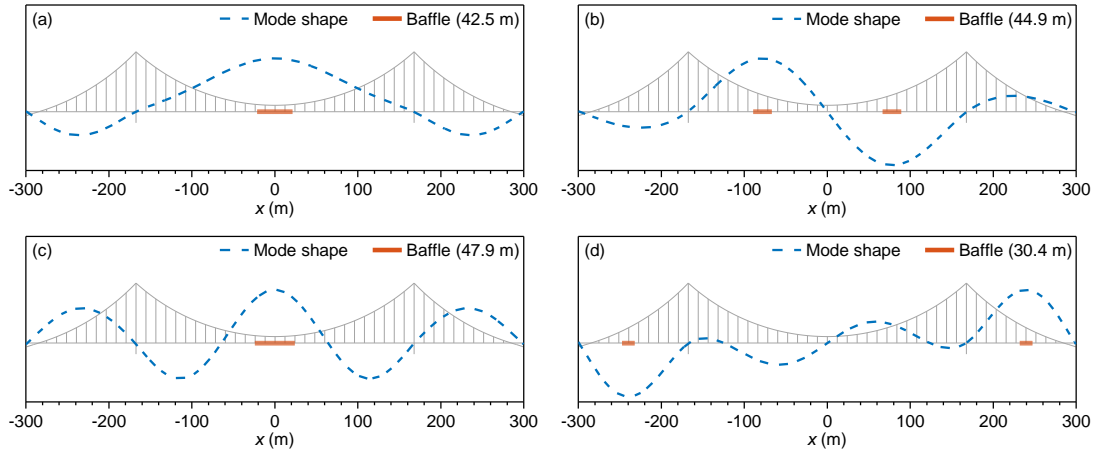 (a) Mode shape Baffle (42.5 m)
-300 -200 -100 0 100 200 300
x (m)
(b) Mode shape Baffle (44.9 m)
-300 -200 -100 0 100 200 300
x (m)
(c) Mode shape Baffle (47.9 m)
-300 -200 -100 0 100 200 300
x (m)
(d) Mode shape Baffle (30.4 m)
-300 -200 -100 0 100 200 300
x (m)